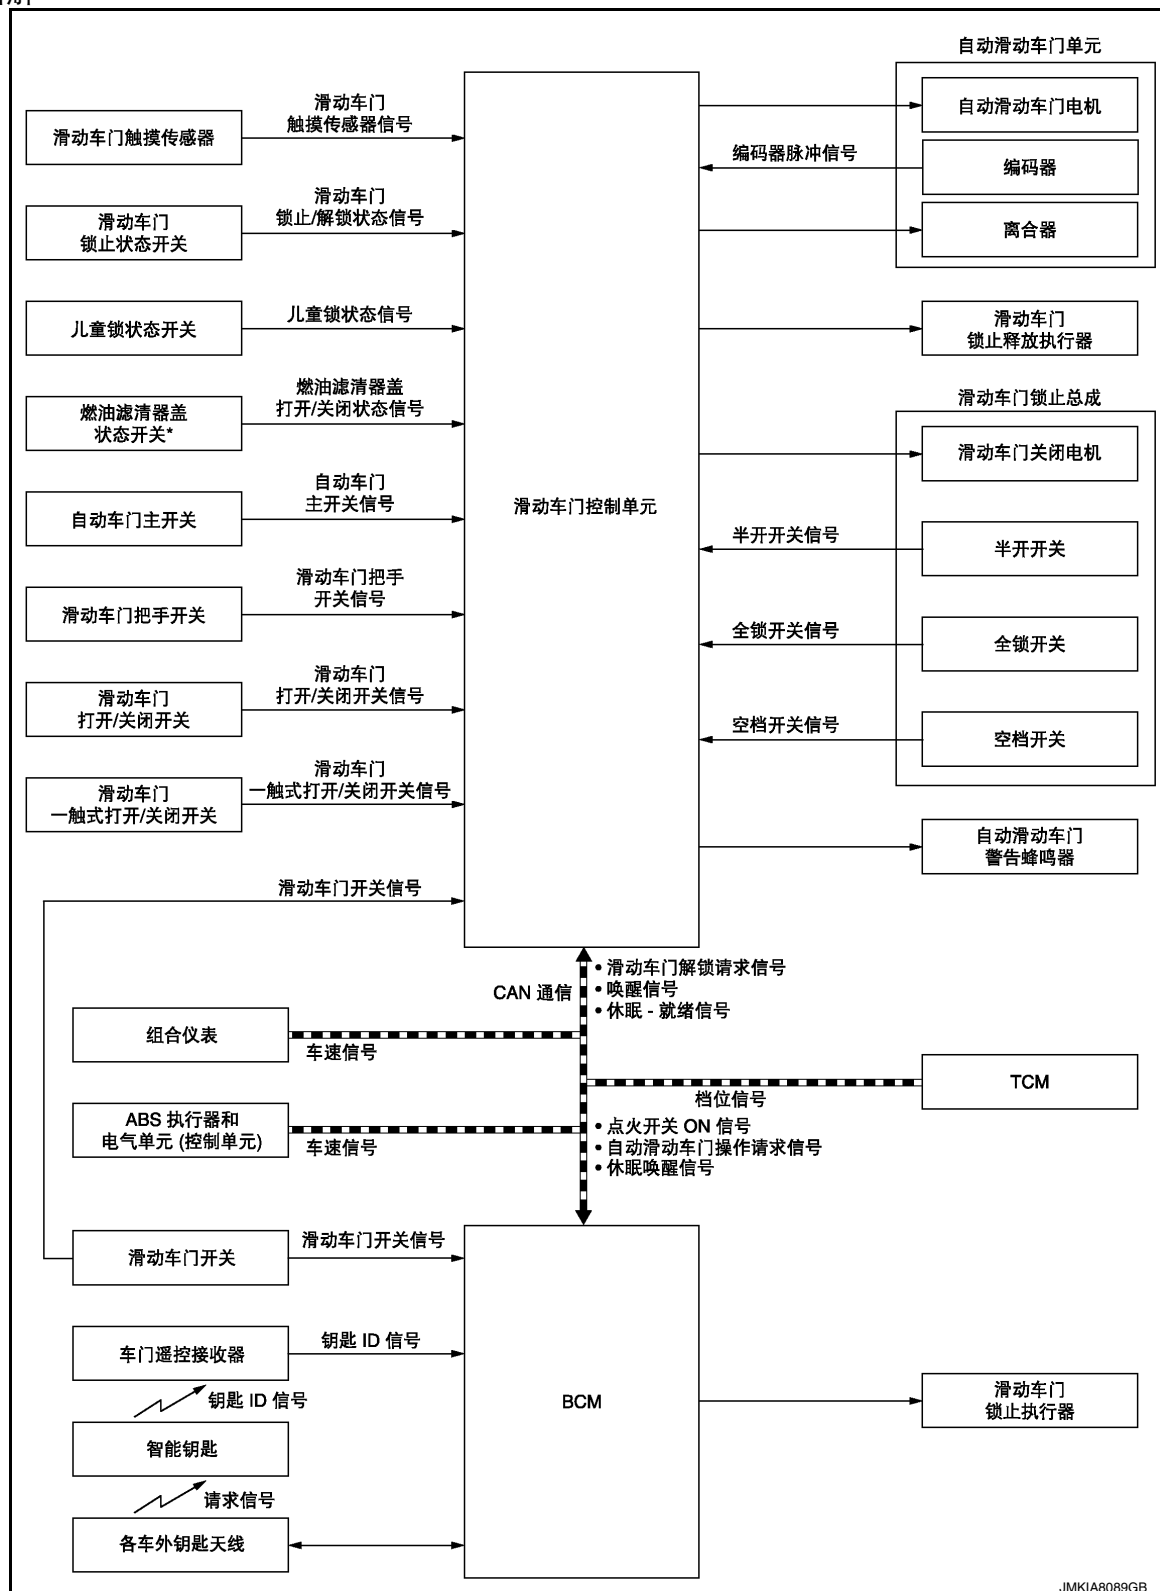 自动滑动车门单元
滑动车门
触摸传感器信号
滑动车门触摸传感器
自动滑动车门电机
编码器脉冲信号
编码器
滑动车门
锁止/解锁状态信号
滑动车门
锁止状态开关
离合器
儿童锁状态信号
儿童锁状态开关
滑动车门
锁止释放执行器
燃油滤清器盖
打开/关闭状态信号
燃油滤清器盖
状态开关*
滑动车门锁止总成
滑动车门关闭电机
自动车门
主开关信号
自动车门主开关
滑动车门控制单元
半开开关信号
半开开关
滑动车门把手
开关信号
滑动车门把手开关
全锁开关信号
全锁开关
滑动车门
打开/关闭开关信号
滑动车门
打开/关闭开关
空档开关信号
空档开关
滑动车门
一触式打开/关闭开关信号
滑动车门
一触式打开/关闭开关
自动滑动车门
警告蜂鸣器
滑动车门开关信号
CAN 通信
• 滑动车门解锁请求信号
• 唤醒信号
• 休眠 - 就绪信号
组合仪表
车速信号
TCM
档位信号
ABS 执行器和
电气单元 (控制单元)
车速信号
• 点火开关 ON 信号
• 自动滑动车门操作请求信号
• 休眠唤醒信号
滑动车门开关
滑动车门开关信号
车门遥控接收器
钥匙 ID 信号
钥匙 ID 信号
BCM
滑动车门
锁止执行器
智能钥匙
请求信号
各车外钥匙天线
JMKIA8089GB